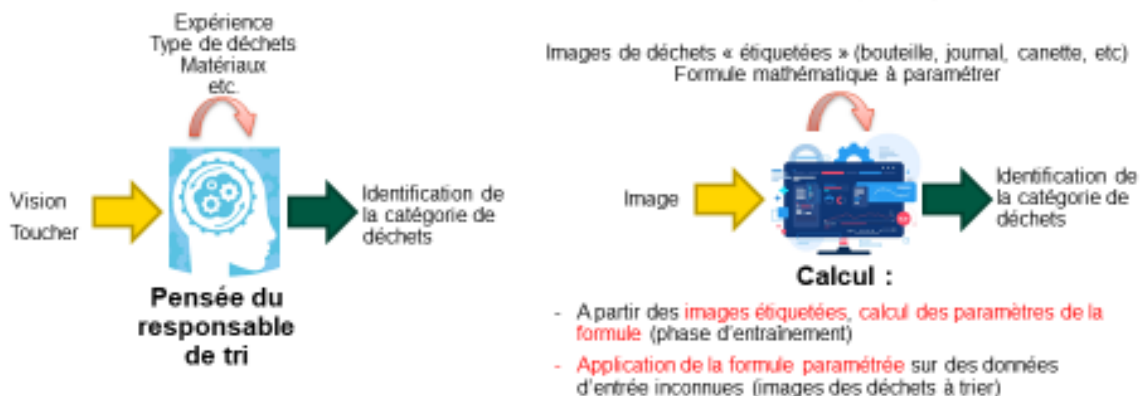 Expérience
Type de déchets
Matériaux
etc.
Vision
Toucher
Identification de
la catégorie de
déchets
Pensée du
responsable
de tri
Images de déchets « étiquetées » (bouteille, journal, canette, etc)
Formule mathématique à paramétrer
Image
Identification de
la catégorie de
déchets
Calcul :
- A partir des images étiquetées, calcul des paramètres de la
formule (phase d'entraînement)
- Application de la formule paramétrée sur des données
d'entrée inconnues (images des déchets à trier)